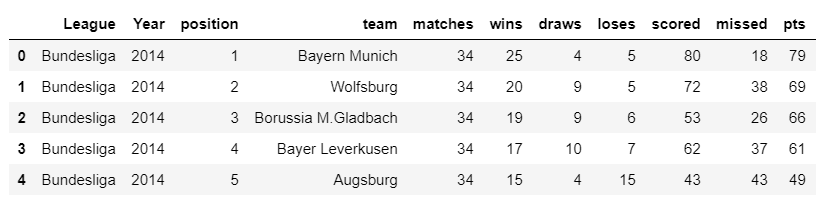 League Year position team matches wins draws loses scored missed pts
0 Bundesliga 2014 1 Bayern Munich 34 25 4 5 80 18 79
1 Bundesliga 2014 2 Wolfsburg 34 20 9 5 72 38 69
2 Bundesliga 2014 3 Borussia M.Gladbach 34 19 9 6 53 26 66
3 Bundesliga 2014 4 Bayer Leverkusen 34 17 10 7 62 37 61
4 Bundesliga 2014 5 Augsburg 34 15 4 15 43 43 49